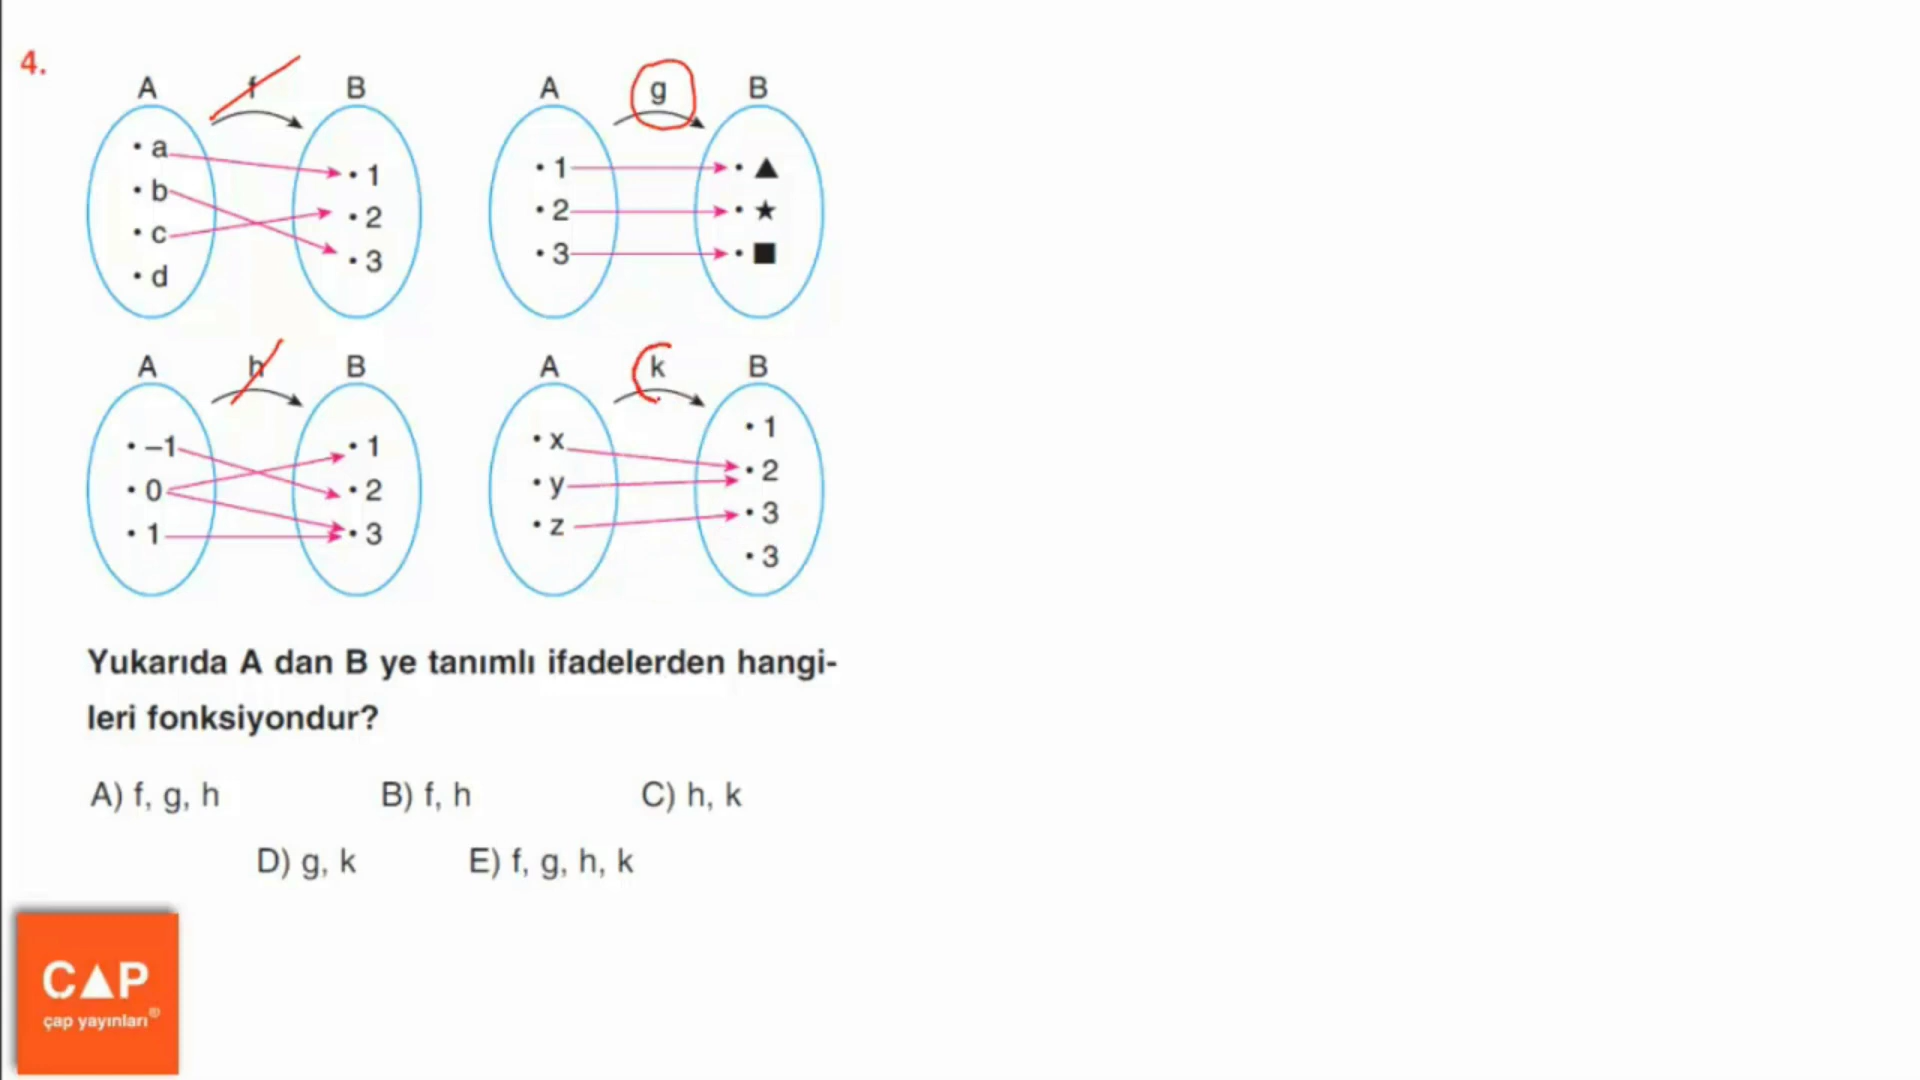 4.
A f B
• a
• b
• c
• d
• 1
• 2
• 3
A g B
• 1
• 2
• 3
• ▲
• ★
• ■
A h B
• –1
• 0
• 1
• 1
• 2
• 3
A k B
• x
• y
• z
• 1
• 2
• 3
• 3
Yukarıda A dan B ye tanımlı ifadelerden hangi-
leri fonksiyondur?
A) f, g, h B) f, h C) h, k
D) g, k E) f, g, h, k
CAP
çap yayınları®